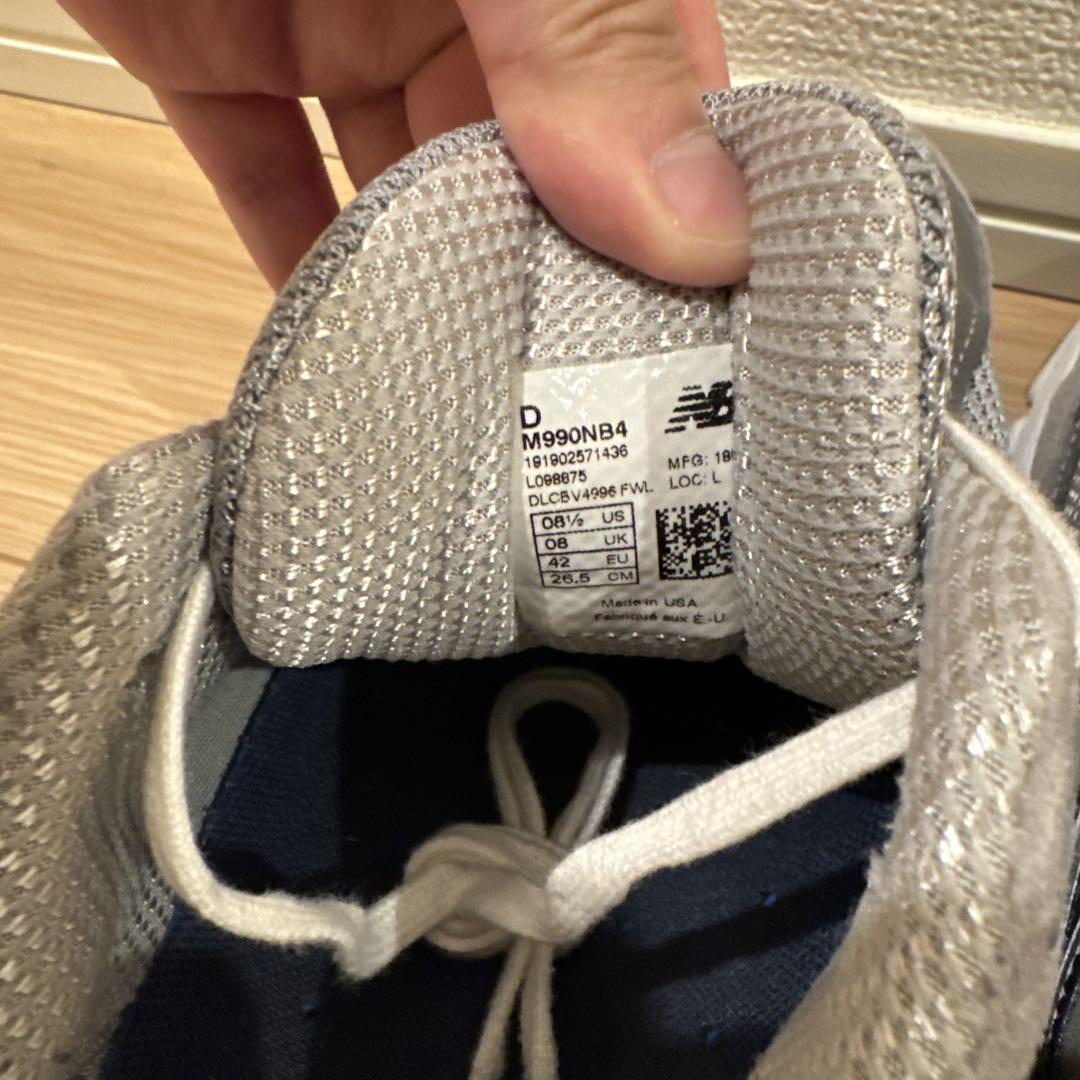 D
NB
M990NB4
191902571436
L098875
MFG: 18
DLCBV4996 FWL
LOC: L
08½ US
08 UK
42 EU
26.5 CM
Made in USA
Fabriqué aux É.-U.